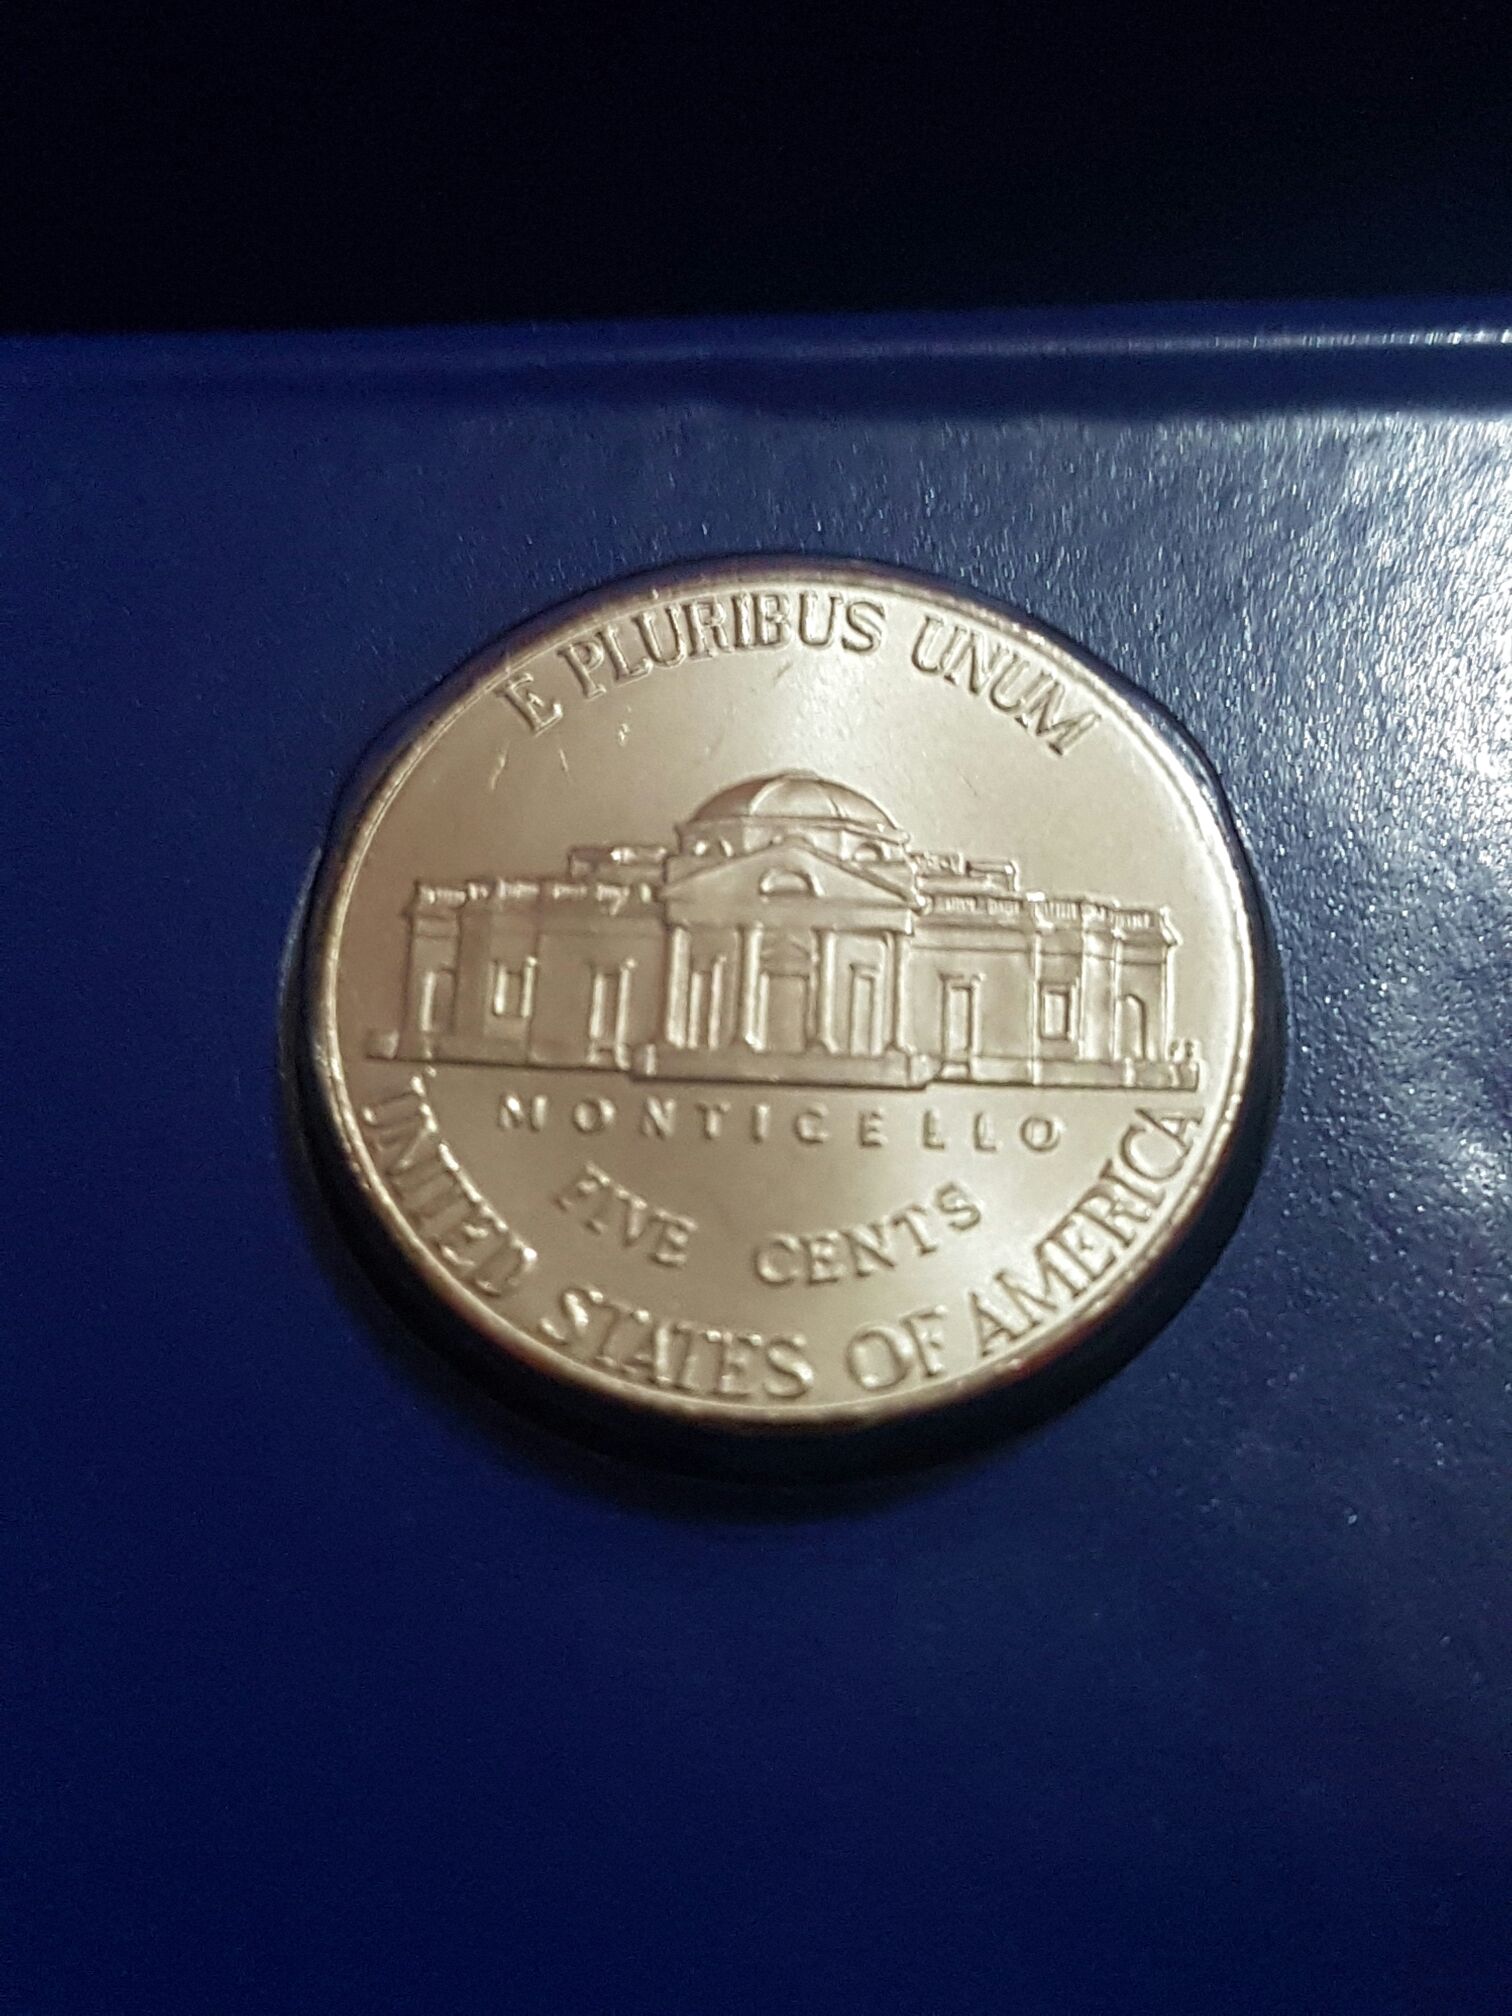 E PLURIBUS UNUM
MONTICELLO
FIVE CENTS
UNITED STATES OF AMERICA